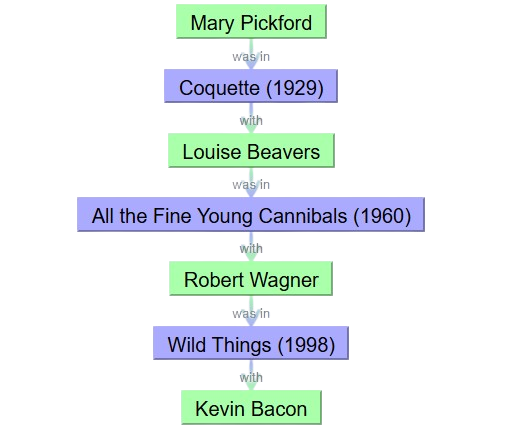 Mary Pickford
was in
Coquette (1929)
with
Louise Beavers
was in
All the Fine Young Cannibals (1960)
with
Robert Wagner
was in
Wild Things (1998)
with
Kevin Bacon